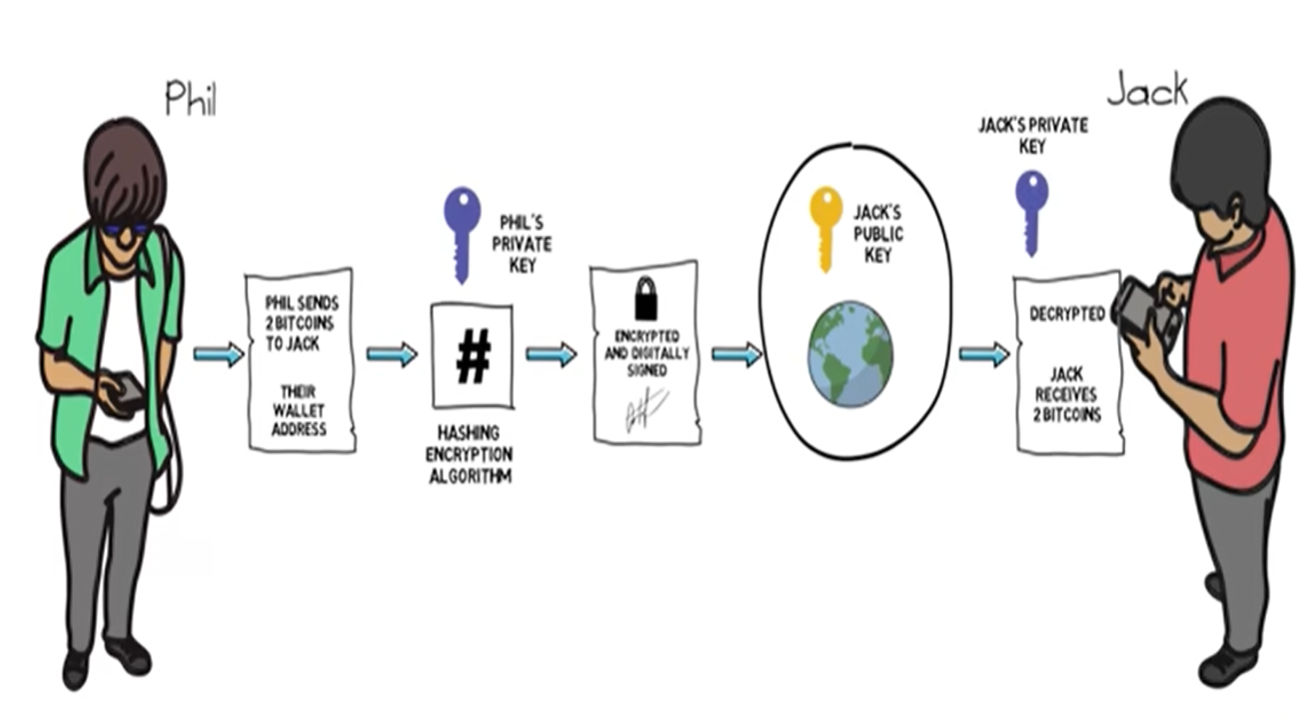 Phil
PHIL SENDS
2 BITCOINS
TO JACK
THEIR
WALLET
ADDRESS
PHIL'S
PRIVATE
KEY
#
HASHING
ENCRYPTION
ALGORITHM
ENCRYPTED
AND DIGITALLY
SIGNED
JACK'S
PUBLIC
KEY
Jack
JACK'S PRIVATE
KEY
DECRYPTED
JACK
RECEIVES
2 BITCOINS